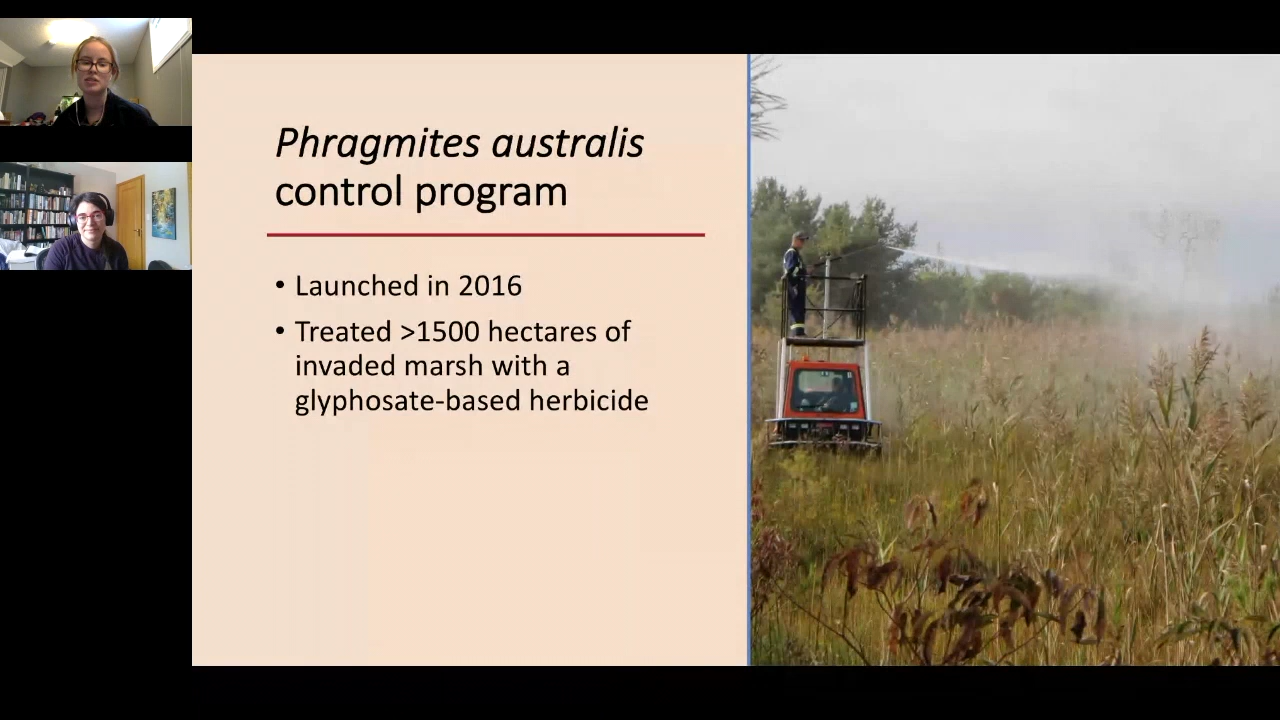 Phragmites australis
control program
• Launched in 2016
• Treated >1500 hectares of
invaded marsh with a
glyphosate-based herbicide